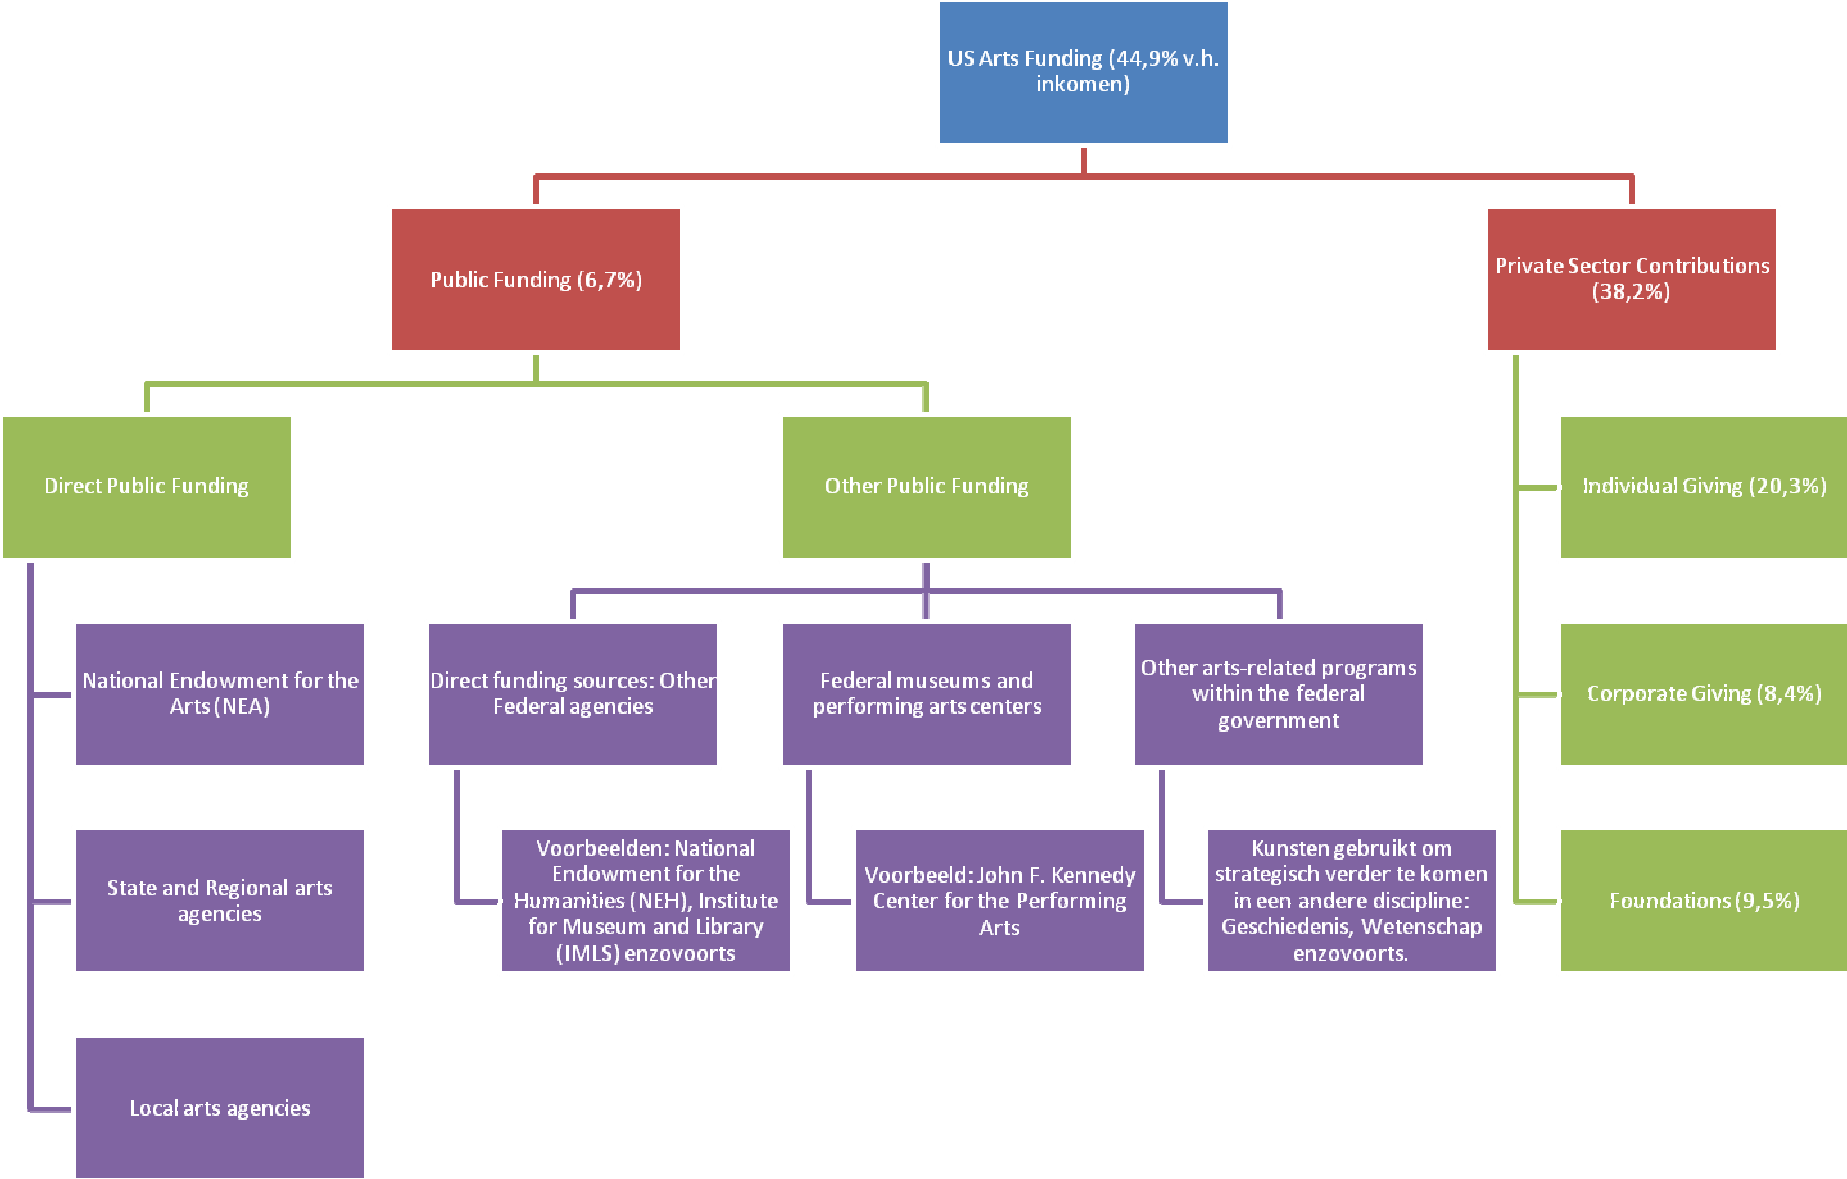 US Arts Funding (44,9% v.h.
inkomen)
Public Funding (6,7%)
Private Sector Contributions
(38,2%)
Direct Public Funding
Other Public Funding
Individual Giving (20,3%)
National Endowment for the
Arts (NEA)
Direct funding sources: Other
Federal agencies
Federal museums and
performing arts centers
Other arts-related programs
within the federal
government
Corporate Giving (8,4%)
State and Regional arts
agencies
Voorbeelden: National
Endowment for the
Humanities (NEH), Institute
for Museum and Library
(IMLS) enzovoorts
Voorbeeld: John F. Kennedy
Center for the Performing
Arts
Kunsten gebruikt om
strategisch verder te komen
in een andere discipline:
Geschiedenis, Wetenschap
enzovoorts.
Foundations (9,5%)
Local arts agencies